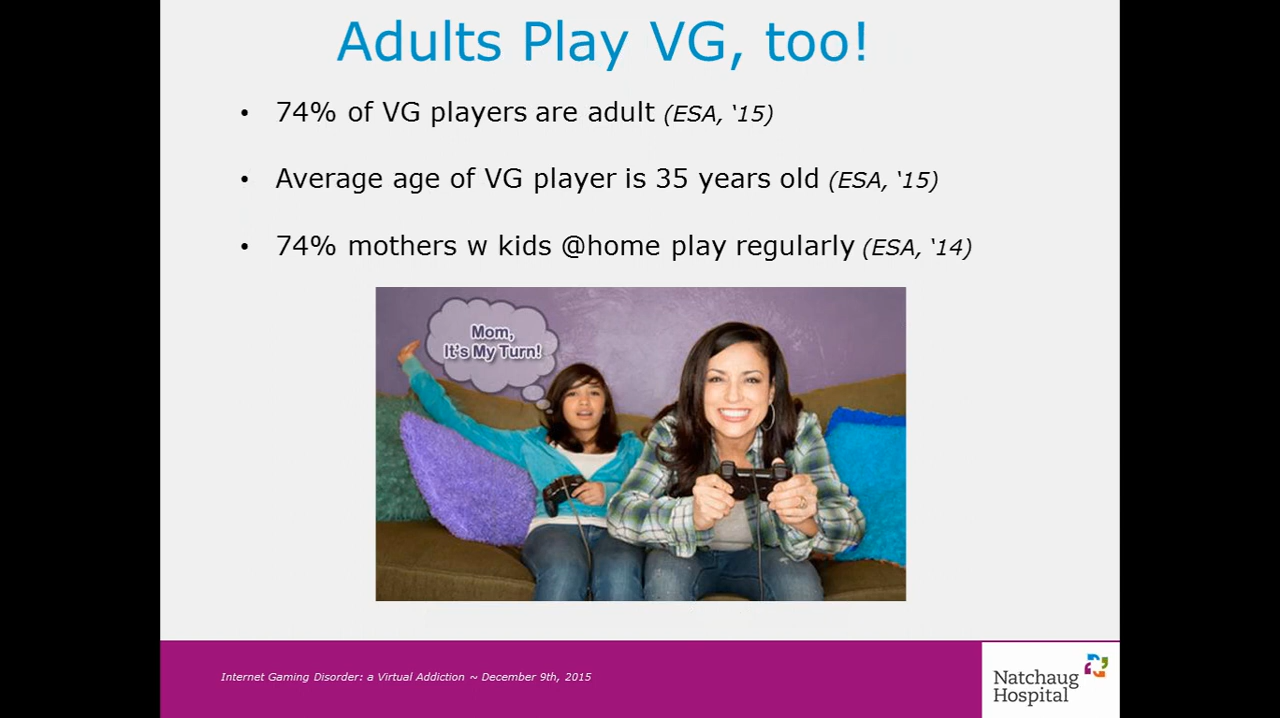 Adults Play VG, too!
• 74% of VG players are adult (ESA, ‘15)
• Average age of VG player is 35 years old (ESA, ‘15)
• 74% mothers w kids @home play regularly (ESA, ‘14)
Mom,
It's My Turn!
Internet Gaming Disorder: a Virtual Addiction ~ December 9th, 2015
Natchaug
Hospital